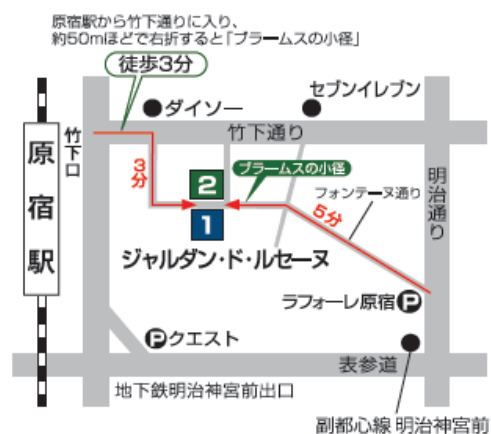 原宿駅から竹下通りに入り、
約50mほどで右折すると「ブラームスの小径」
徒歩3分
セブンイレブン
ダイソー
竹下通り
竹下口
原宿駅
3分
2
ブラームスの小径
明治通り
フォンテーヌ通り
1
5分
ジャルダン・ド・ルセーヌ
ラフォーレ原宿 P
P クエスト
表参道
地下鉄明治神宮前出口
副都心線 明治神宮前